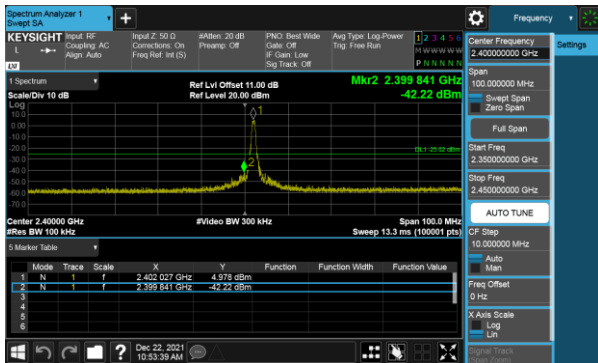 Spectrum Analyzer 1
Swept SA
+
Frequency
KEYSIGHT Input: RF Input Z: 50 Ω #Atten: 20 dB PNO: Best Wide Avg Type: Log-Power 1 2 3 4 5 6
L Coupling: AC Corrections: On Preamp: Off Gate: Off Trig: Free Run M W W W W W
Align: Auto Freq Ref: Int (S) IF Gain: Low
Sig Track: Off P N N N N N
LXI
1 Spectrum Ref Lvl Offset 11.00 dB Mkr2 2.399 841 GHz
Scale/Div 10 dB Ref Level 20.00 dBm -42.22 dBm
Log
10.0
0.00
-10.0
-20.0
-30.0
-40.0
-50.0
-60.0
-70.0
1
2
Center 2.40000 GHz #Video BW 300 kHz Span 100.0 MHz
#Res BW 100 kHz Sweep 13.3 ms (100001 pts)
5 Marker Table
Mode Trace Scale X Y Function Function Width Function Value
1 N 1 f 2.402 027 GHz 4.978 dBm
2 N 1 f 2.399 841 GHz -42.22 dBm
3
4
5
6
Center Frequency
2.400000000 GHz
Settings
Span
100.000000 MHz
Swept Span
Zero Span
Full Span
Start Freq
2.350000000 GHz
Stop Freq
2.450000000 GHz
AUTO TUNE
CF Step
10.000000 MHz
Auto
Man
Freq Offset
0 Hz
X Axis Scale
Log
Lin
Signal Track
(Span Zoom)
?
Dec 22, 2021
10:53:39 AM